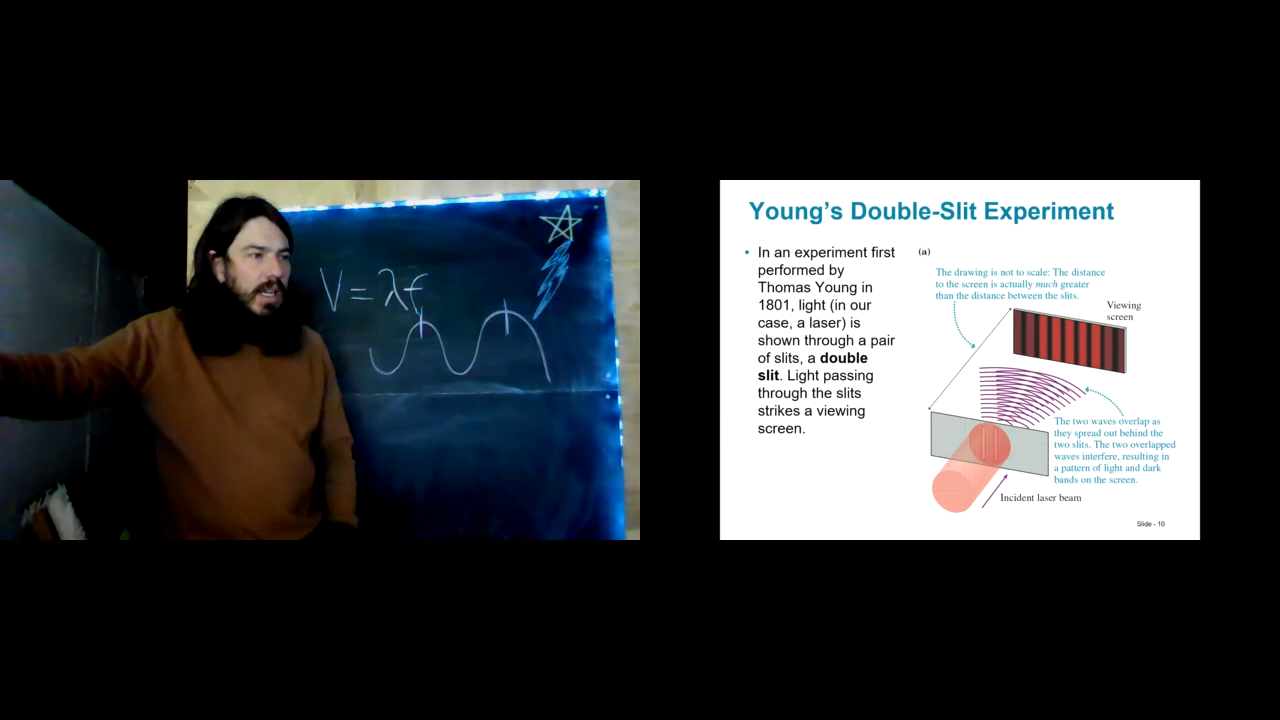 V = λf
Young's Double-Slit Experiment
• In an experiment first
performed by
Thomas Young in
1801, light (in our
case, a laser) is
shown through a pair
of slits, a double
slit. Light passing
through the slits
strikes a viewing
screen.
(a)
The drawing is not to scale: The distance
to the screen is actually much greater
than the distance between the slits.
Viewing
screen
The two waves overlap as
they spread out behind the
two slits. The two overlapped
waves interfere, resulting in
a pattern of light and dark
bands on the screen.
Incident laser beam
Slide - 10